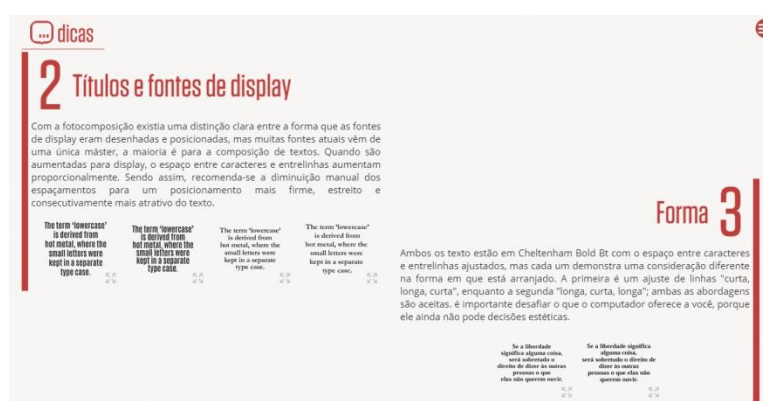 ... dicas
2 Títulos e fontes de display
Com a fotocomposição existia uma distinção clara entre a forma que as fontes
de display eram desenhadas e posicionadas, mas muitas fontes atuais vêm de
uma única máster, a maioria é para a composição de textos. Quando são
aumentadas para display, o espaço entre caracteres e entrelinhas aumentam
proporcionalmente. Sendo assim, recomenda-se a diminuição manual dos
espaçamentos para um posicionamento mais firme, estreito e
consecutivamente mais atrativo do texto.
The term 'lowercase'
is derived from
hot metal, where the
small letters were
kept in a separate
type case.
The term 'lowercase'
is derived from
hot metal, where the
small letters were
kept in a separate
type case.
The term 'lowercase'
is derived from
hot metal, where the
small letters were
kept in a separate
type case.
The term 'lowercase'
is derived from
hot metal, where the
small letters were
kept in a separate
type case.
Forma 3
Ambos os texto estão em Cheltenham Bold Bt com o espaço entre caracteres
e entrelinhas ajustados, mas cada um demonstra uma consideração diferente
na forma em que está arranjado. A primeira é um ajuste de linhas "curta,
longa, curta", enquanto a segunda "longa, curta, longa"; ambas as abordagens
são aceitas. é importante desafiar o que o computador oferece a você, porque
ele ainda não pode decisões estéticas.
Se a liberdade
significa alguma coisa,
será sobretudo o
direito de dizer às outras
pessoas o que
elas não querem ouvir.
Se a liberdade significa
alguma coisa,
será sobretudo o direito de
dizer às outras
pessoas o que elas não
querem ouvir.